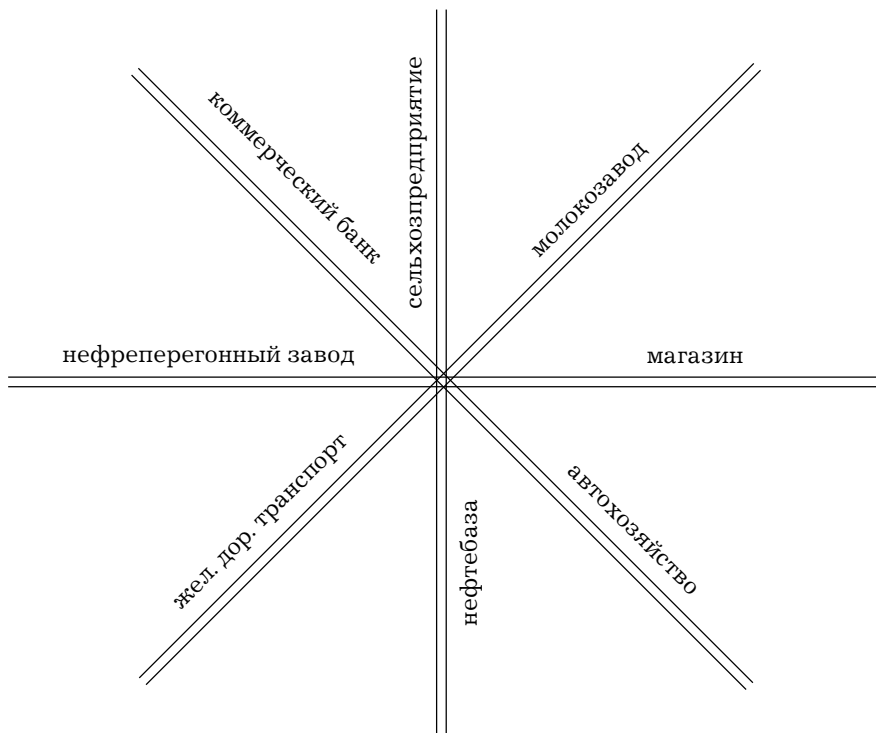 сельхозпредприятие
коммерческий банк
молокозавод
нефреперегонный завод
магазин
жел. дор. транспорт
автохозяйство
нефтебаза